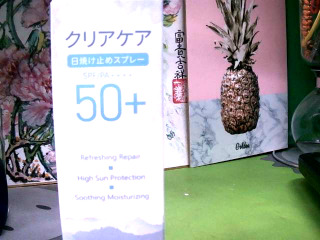 クリアケア
日焼け止めスプレー
50+
Refreshing Repair
High Sun Protection
Soothing Moisturizing
Golden